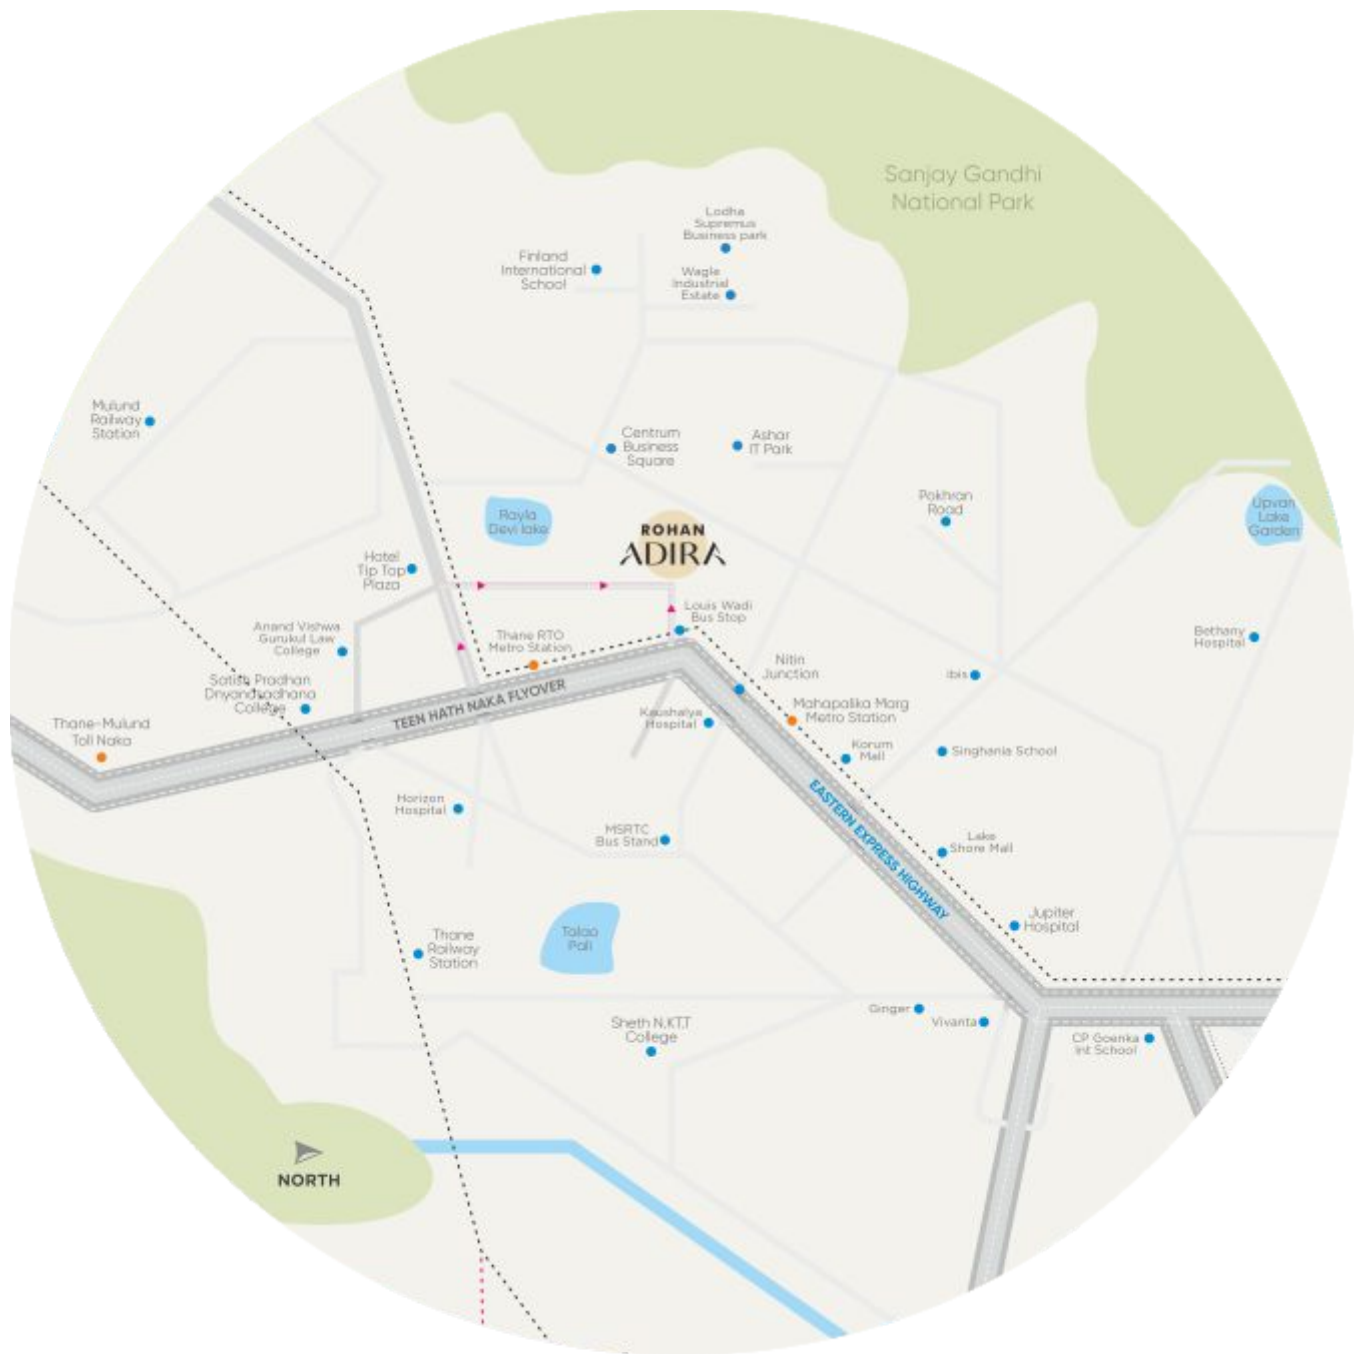 Sanjay Gandhi
National Park
Lodha
Supremus
Business park
Finland
International
School
Wagle
Industrial
Estate
Mulund
Railway
Station
Centrum
Business
Square
Ashar
IT Park
Pokhran
Road
Upvan
Lake
Garden
Rayla
Devi lake
ROHAN
ADIRA
Hotel
Tip Top
Plaza
Louis Wadi
Bus Stop
Anand Vishwa
Gurukul Law
College
Thane RTO
Metro Station
Bethany
Hospital
Nitin
Junction
ibis
Satish Pradhan
Dnyandsadhana
College
TEEN HATH NAKA FLYOVER
Mahapalika Marg
Metro Station
Kaushalya
Hospital
Thane-Mulund
Toll Naka
Korum
Mall
Singhania School
EASTERN EXPRESS HIGHWAY
Horizon
Hospital
MSRTC
Bus Stand
Lake
Shore Mall
Jupiter
Hospital
Thane
Railway
Station
Talao
Pali
Ginger
Vivanta
Sheth N.KT.T
College
CP Goenka
Int School
NORTH